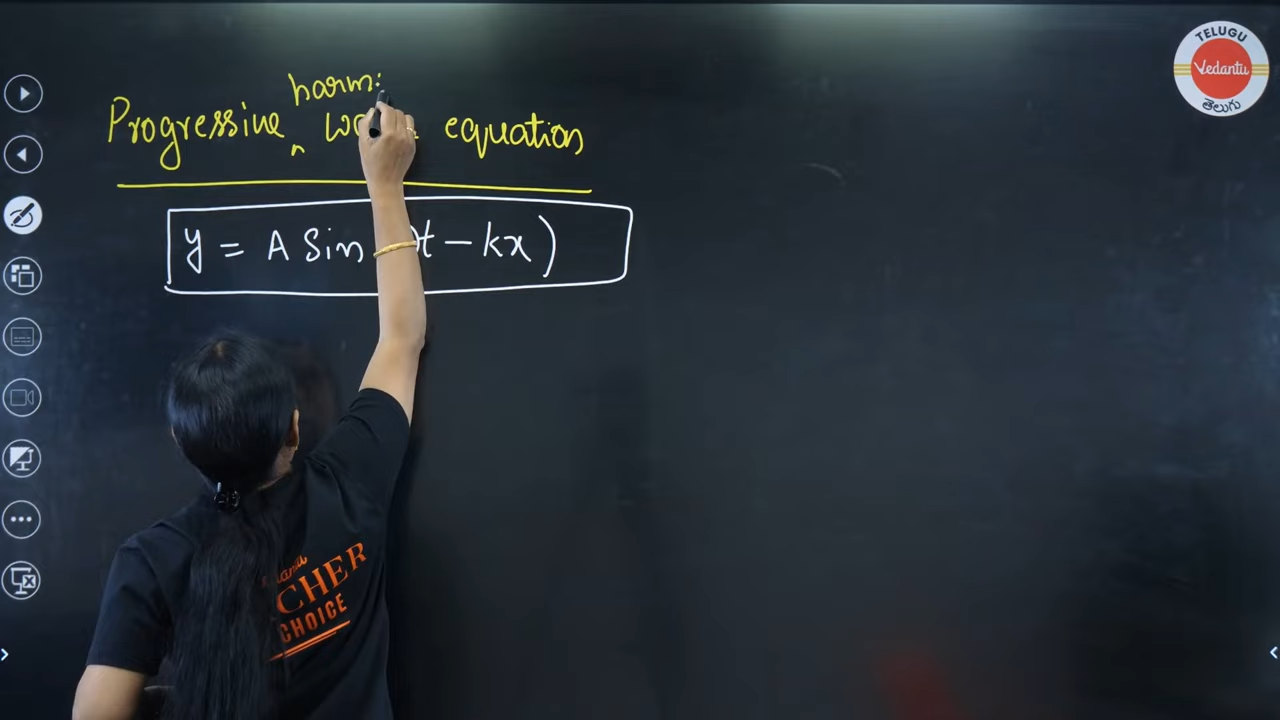 harm
Progressive ^ equation
y = A Sin t - kx)
TELUGU
Vedantu
తెలుగు
CHER
CHOICE